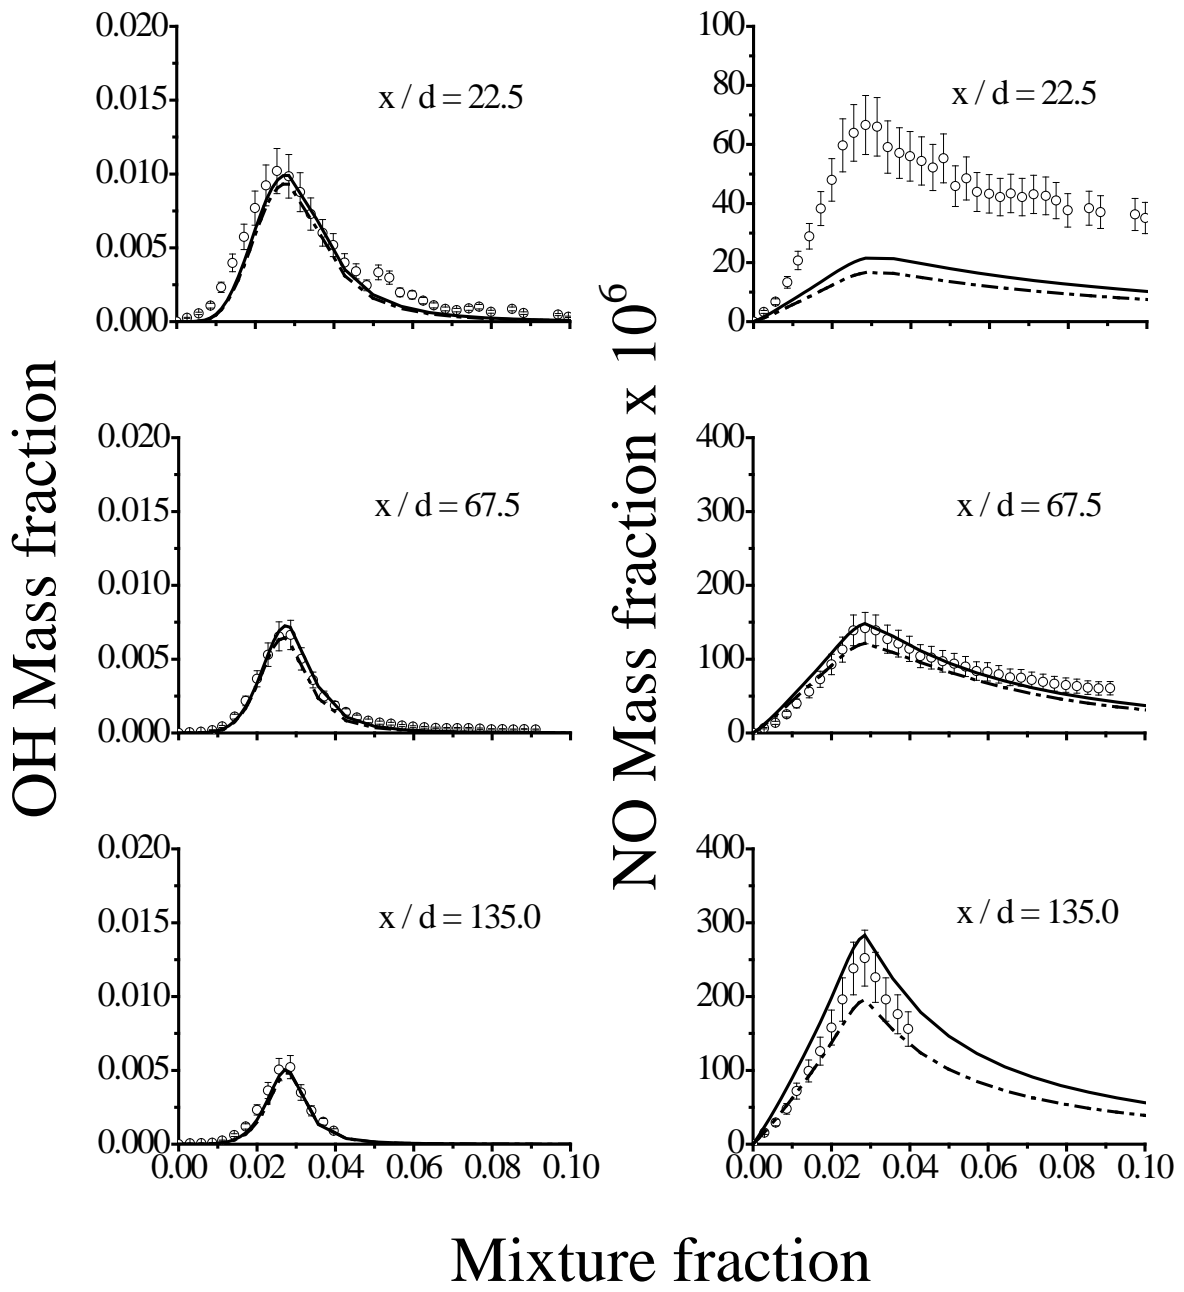 OH Mass fraction
0.020
0.015
0.010
0.005
0.000
x / d = 22.5
0.020
0.015
0.010
0.005
0.000
x / d = 67.5
0.020
0.015
0.010
0.005
0.000
x / d = 135.0
0.00 0.02 0.04 0.06 0.08 0.10
NO Mass fraction x 10⁶
100
80
60
40
20
0
x / d = 22.5
400
300
200
100
0
x / d = 67.5
400
300
200
100
0
x / d = 135.0
0.00 0.02 0.04 0.06 0.08 0.10
Mixture fraction